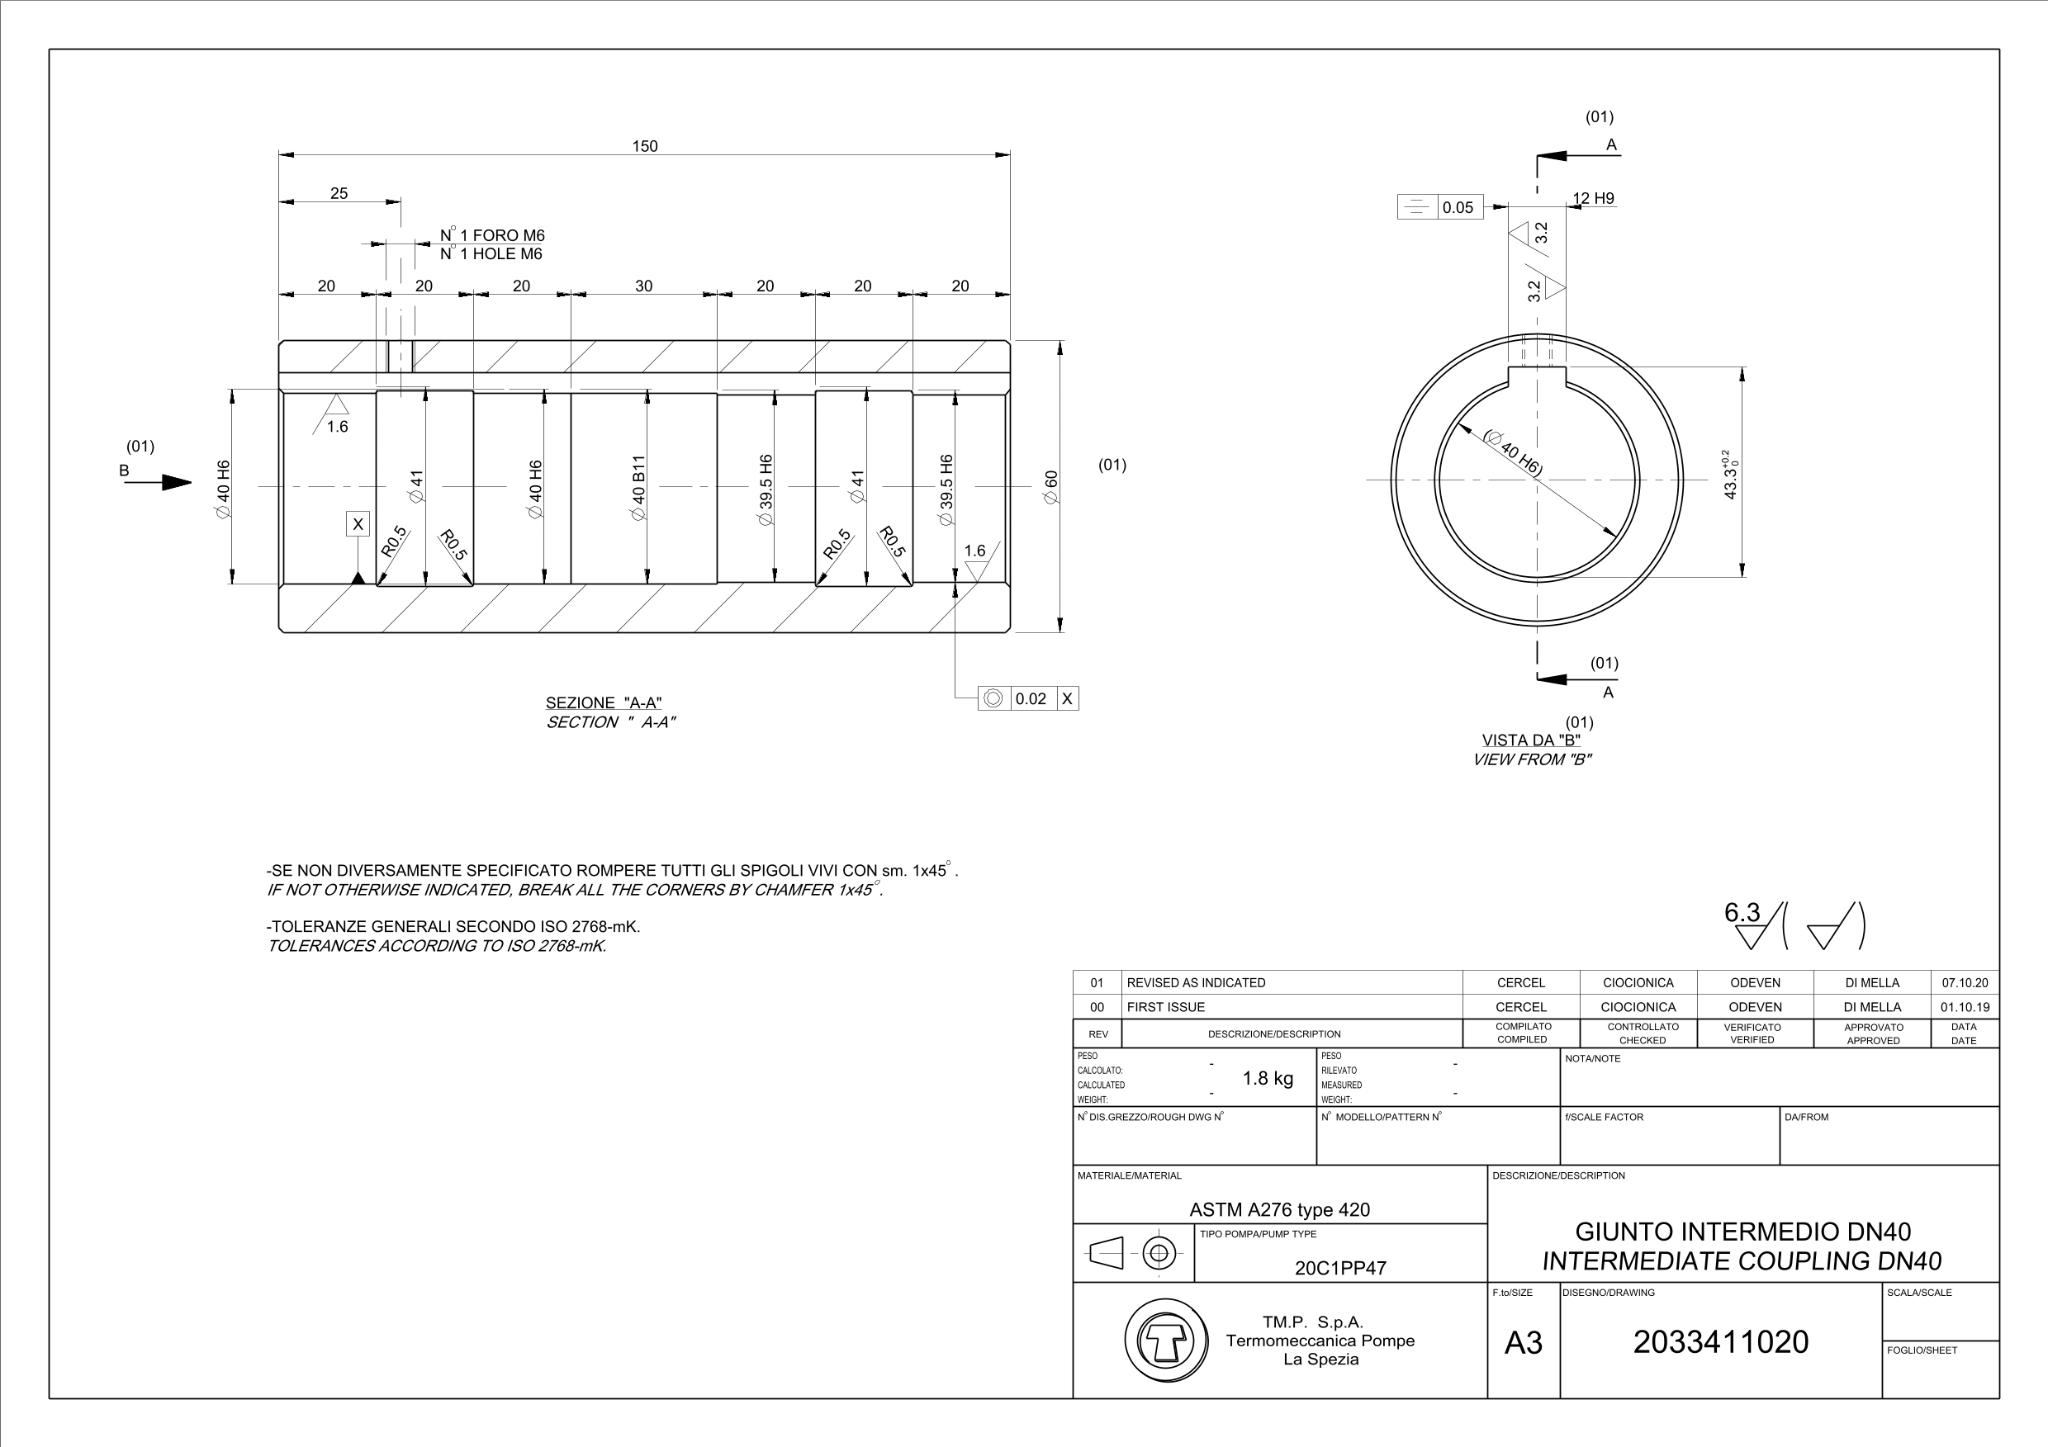 150
25
N° 1 FORO M6
N° 1 HOLE M6
20 20 20 30 20 20 20
1.6
(01)
B
Ø 40 H6
X
R0.5
Ø 41
R0.5
Ø 40 H6
Ø 40 B11
Ø 39.5 H6
R0.5
Ø 41
R0.5
Ø 39.5 H6
1.6
Ø 60
(01)
0.02 X
SEZIONE "A-A"
SECTION " A-A"
(01)
A
0.05
12 H9
3.2
3.2
(Ø 40 H6)
43.3 +0.2 0
(01)
A
(01)
VISTA DA "B"
VIEW FROM "B"
-SE NON DIVERSAMENTE SPECIFICATO ROMPERE TUTTI GLI SPIGOLI VIVI CON sm. 1x45°.
IF NOT OTHERWISE INDICATED, BREAK ALL THE CORNERS BY CHAMFER 1x45°.
-TOLERANZE GENERALI SECONDO ISO 2768-mK.
TOLERANCES ACCORDING TO ISO 2768-mK.
6.3 ( )
01 REVISED AS INDICATED CERCEL CIOCIONICA ODEVEN DI MELLA 07.10.20
00 FIRST ISSUE CERCEL CIOCIONICA ODEVEN DI MELLA 01.10.19
REV DESCRIZIONE/DESCRIPTION COMPILATO CONTROLLATO VERIFICATO APPROVATO DATA
COMPILED CHECKED VERIFIED APPROVED DATE
PESO
CALCOLATO: -
CALCULATED
WEIGHT: -
1.8 kg
PESO
RILEVATO -
MEASURED
WEIGHT: -
NOTA/NOTE
N° DIS.GREZZO/ROUGH DWG N° N° MODELLO/PATTERN N° f/SCALE FACTOR DA/FROM
MATERIALE/MATERIAL
ASTM A276 type 420
TIPO POMPA/PUMP TYPE
20C1PP47
DESCRIZIONE/DESCRIPTION
GIUNTO INTERMEDIO DN40
INTERMEDIATE COUPLING DN40
TM.P. S.p.A.
Termomeccanica Pompe
La Spezia
F.to/SIZE
A3
DISEGNO/DRAWING
2033411020
SCALA/SCALE
FOGLIO/SHEET